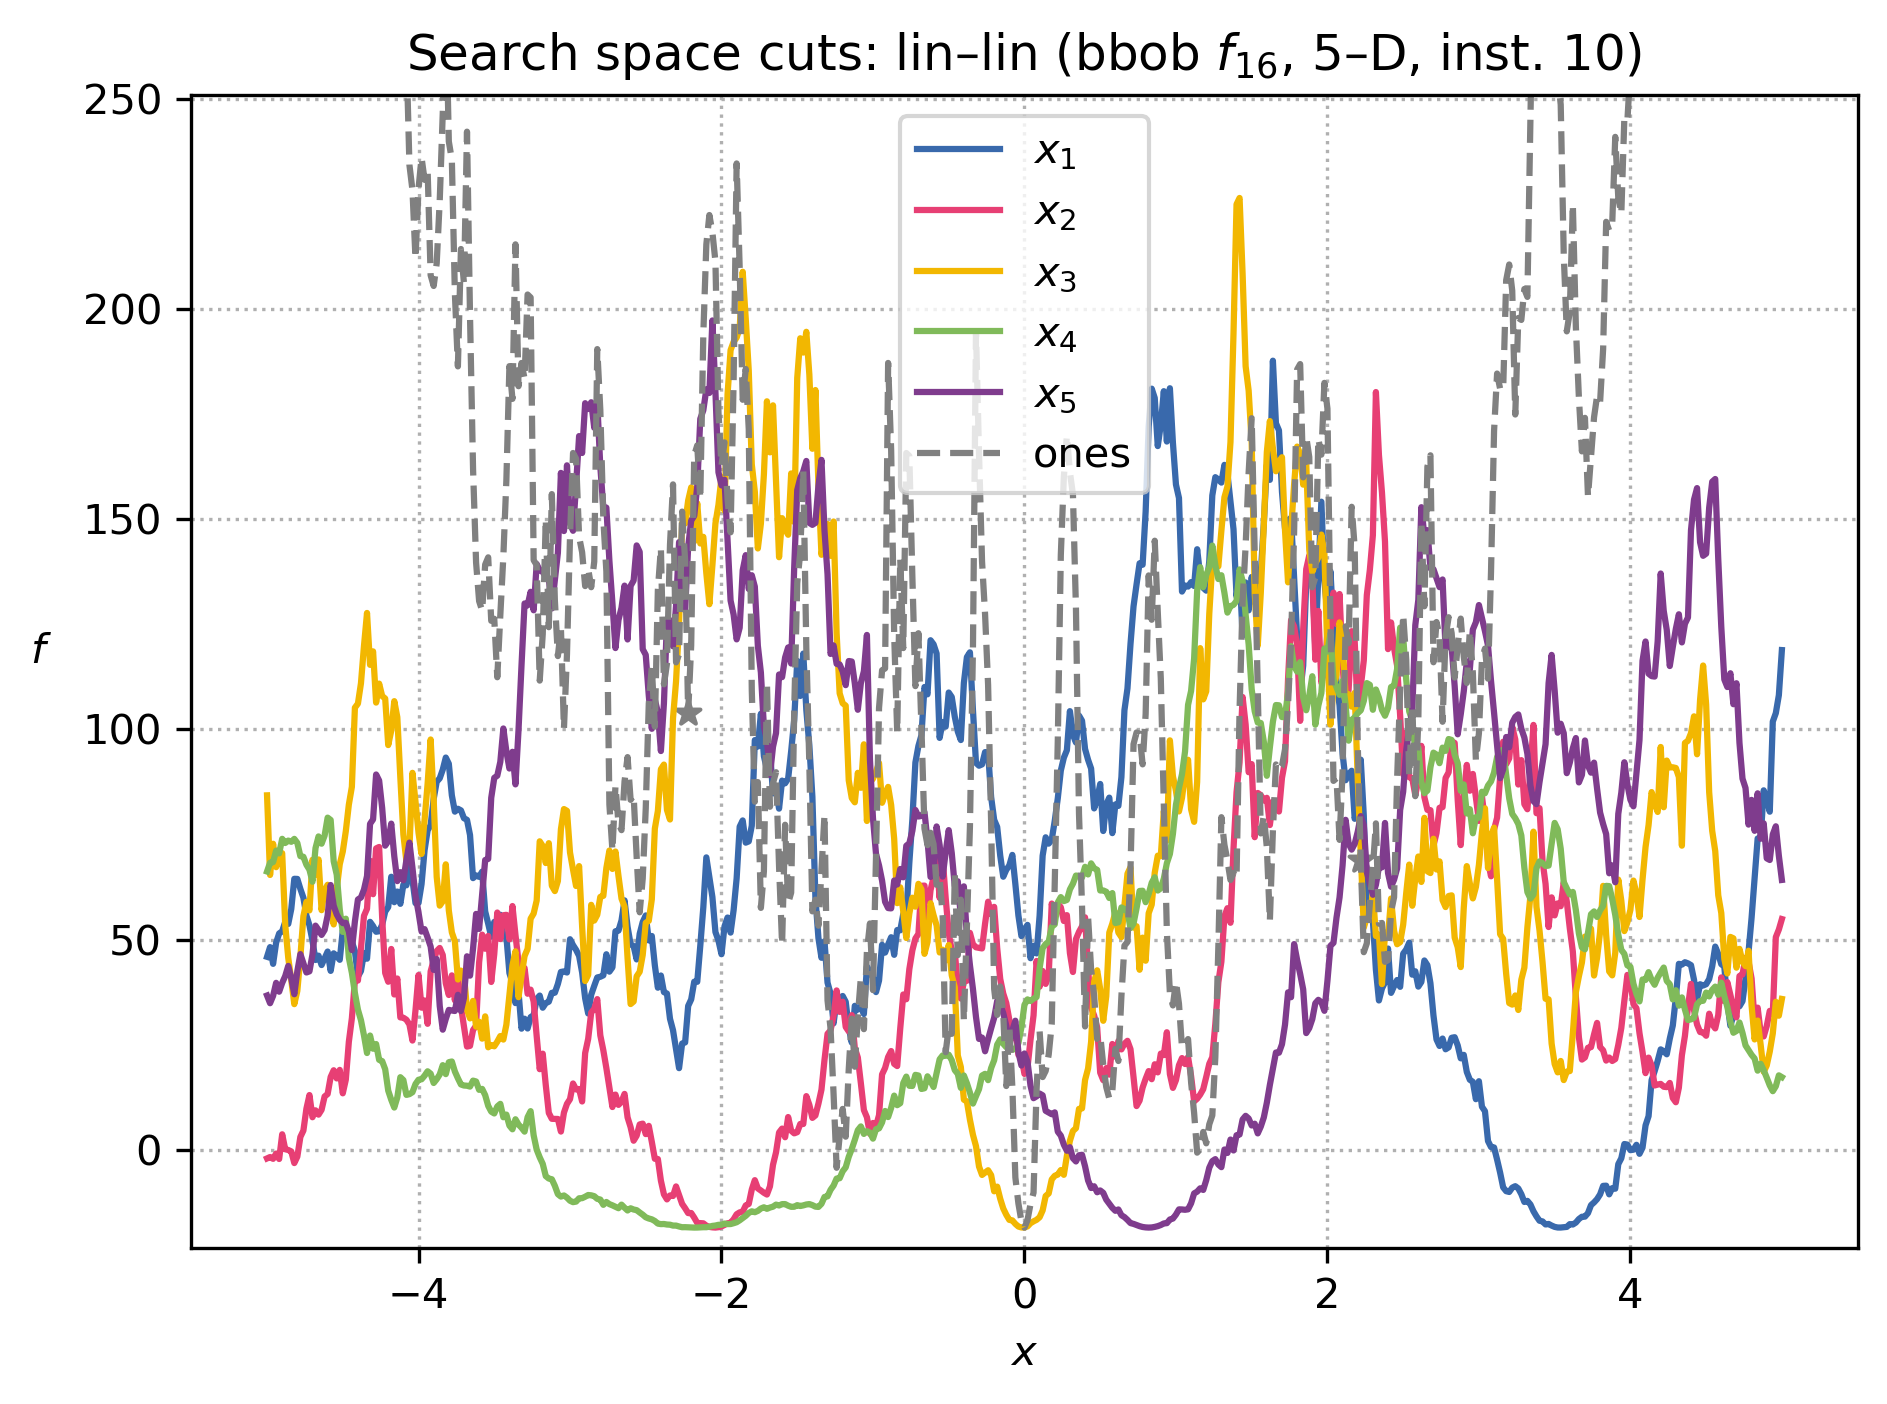 Search space cuts: lin–lin (bbob f16, 5–D, inst. 10)
250
200
150
100
50
0
f
x1
x2
x3
x4
x5
ones
−4 −2 0 2 4
x